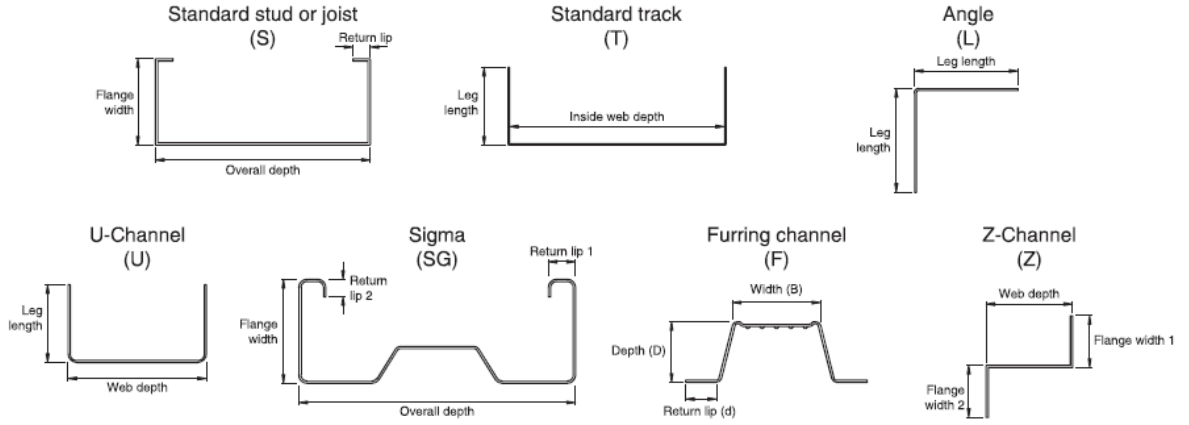 Standard stud or joist
(S)
Return lip
Flange
width
Overall depth
Standard track
(T)
Leg
length
Inside web depth
Angle
(L)
Leg length
Leg
length
U-Channel
(U)
Leg
length
Web depth
Sigma
(SG)
Return lip 1
Return
lip 2
Flange
width
Overall depth
Furring channel
(F)
Width (B)
Depth (D)
Return lip (d)
Z-Channel
(Z)
Web depth
Flange width 1
Flange
width 2